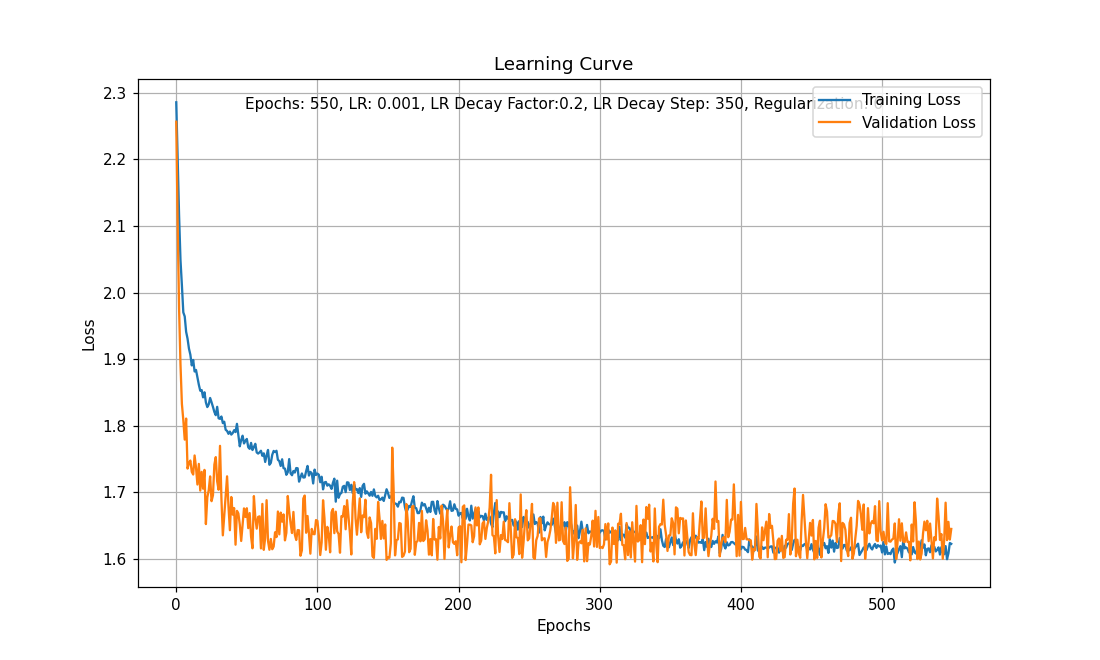 Learning Curve
Epochs: 550, LR: 0.001, LR Decay Factor:0.2, LR Decay Step: 350, Regularization: 0
Training Loss
Validation Loss
2.3
2.2
2.1
2.0
1.9
1.8
1.7
1.6
Loss
0 100 200 300 400 500
Epochs